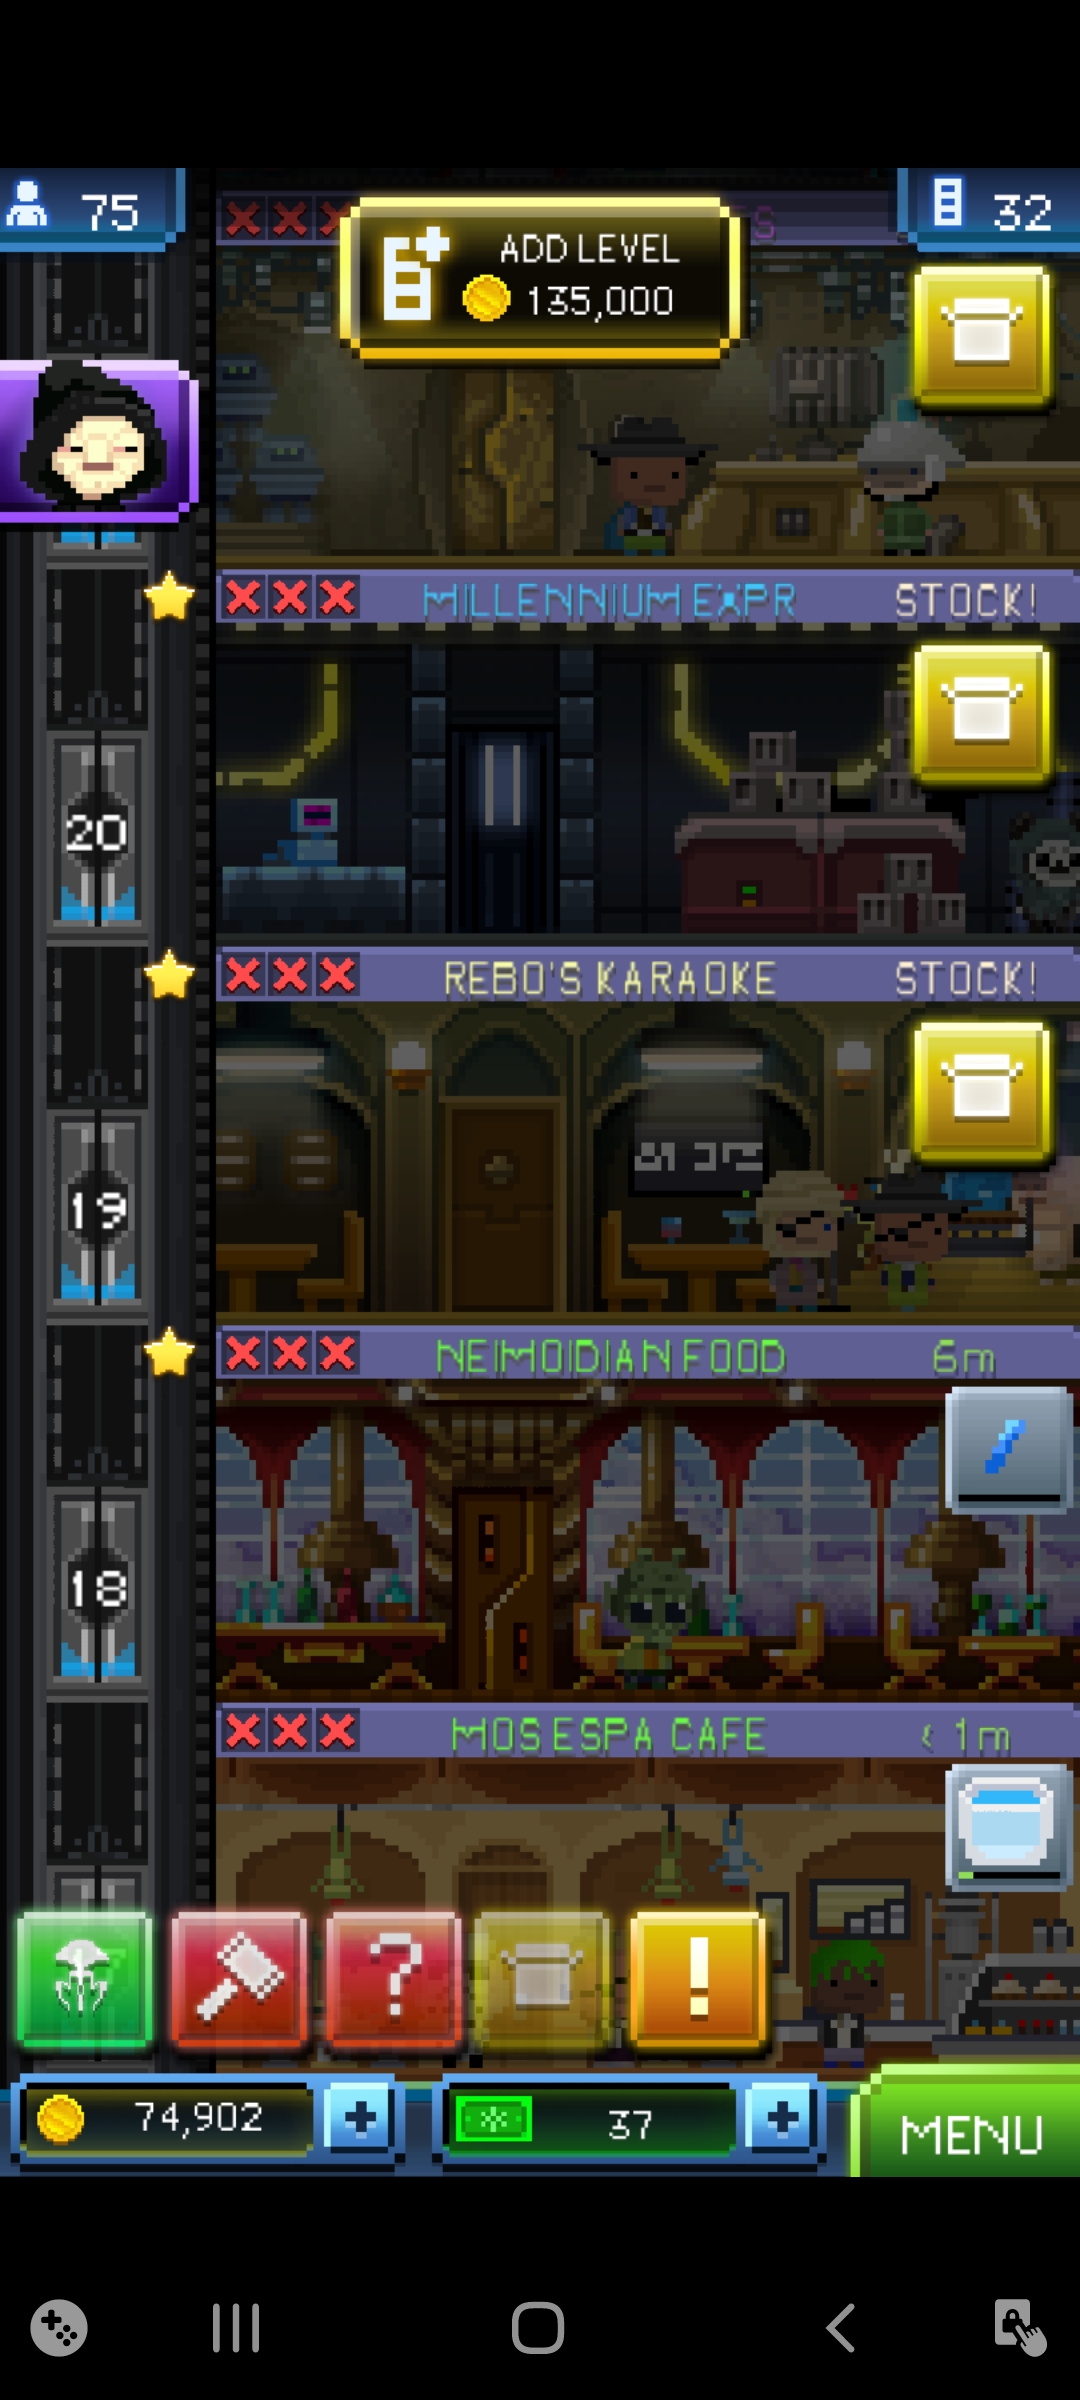 75
32
ADD LEVEL
135,000
MILLENNIUM EXPR STOCK!
20
REBO'S KARAOKE STOCK!
19
NEIMOIDIAN FOOD 6m
18
MOS ESPA CAFE < 1m
?
!
74,902
37
MENU